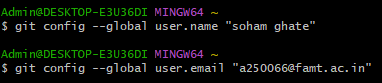 Admin@DESKTOP-E3U36DI MINGW64 ~
$ git config --global user.name "soham ghate"
Admin@DESKTOP-E3U36DI MINGW64 ~
$ git config --global user.email "a250066@famt.ac.in"